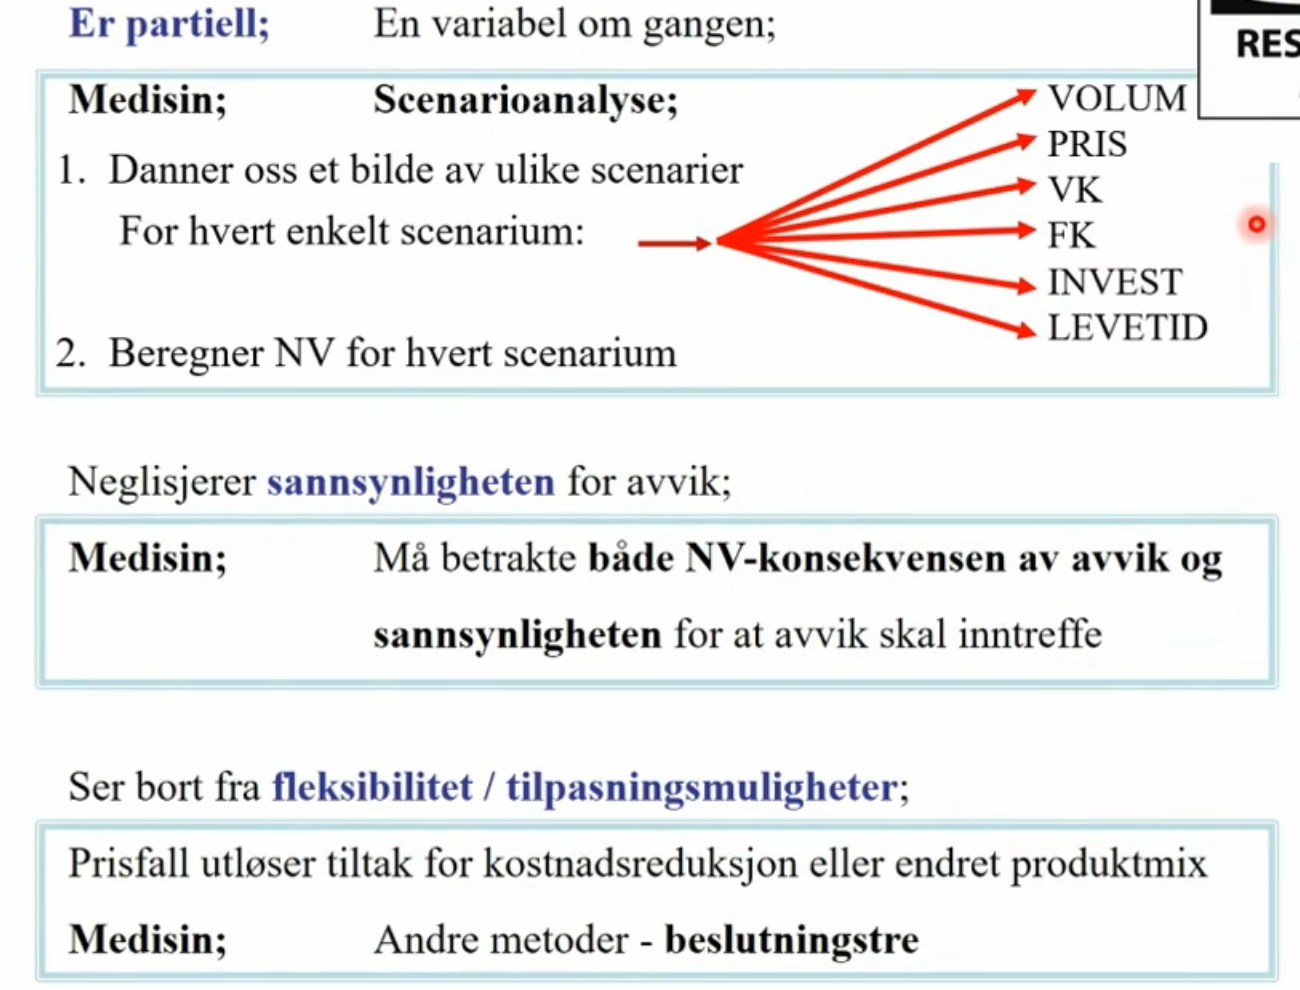 Er partiell; En variabel om gangen;
RES
Medisin; Scenarioanalyse;
1. Danner oss et bilde av ulike scenarier
For hvert enkelt scenarium:
VOLUM
PRIS
VK
FK
INVEST
LEVETID
2. Beregner NV for hvert scenarium
Neglisjerer sannsynligheten for avvik;
Medisin; Må betrakte både NV-konsekvensen av avvik og
sannsynligheten for at avvik skal inntreffe
Ser bort fra fleksibilitet / tilpasningsmuligheter;
Prisfall utløser tiltak for kostnadsreduksjon eller endret produktmix
Medisin; Andre metoder - beslutningstre